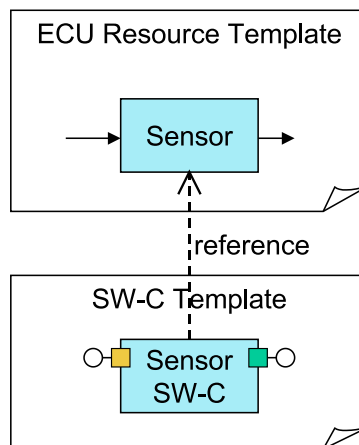 ECU Resource Template
Sensor
reference
SW-C Template
Sensor
SW-C